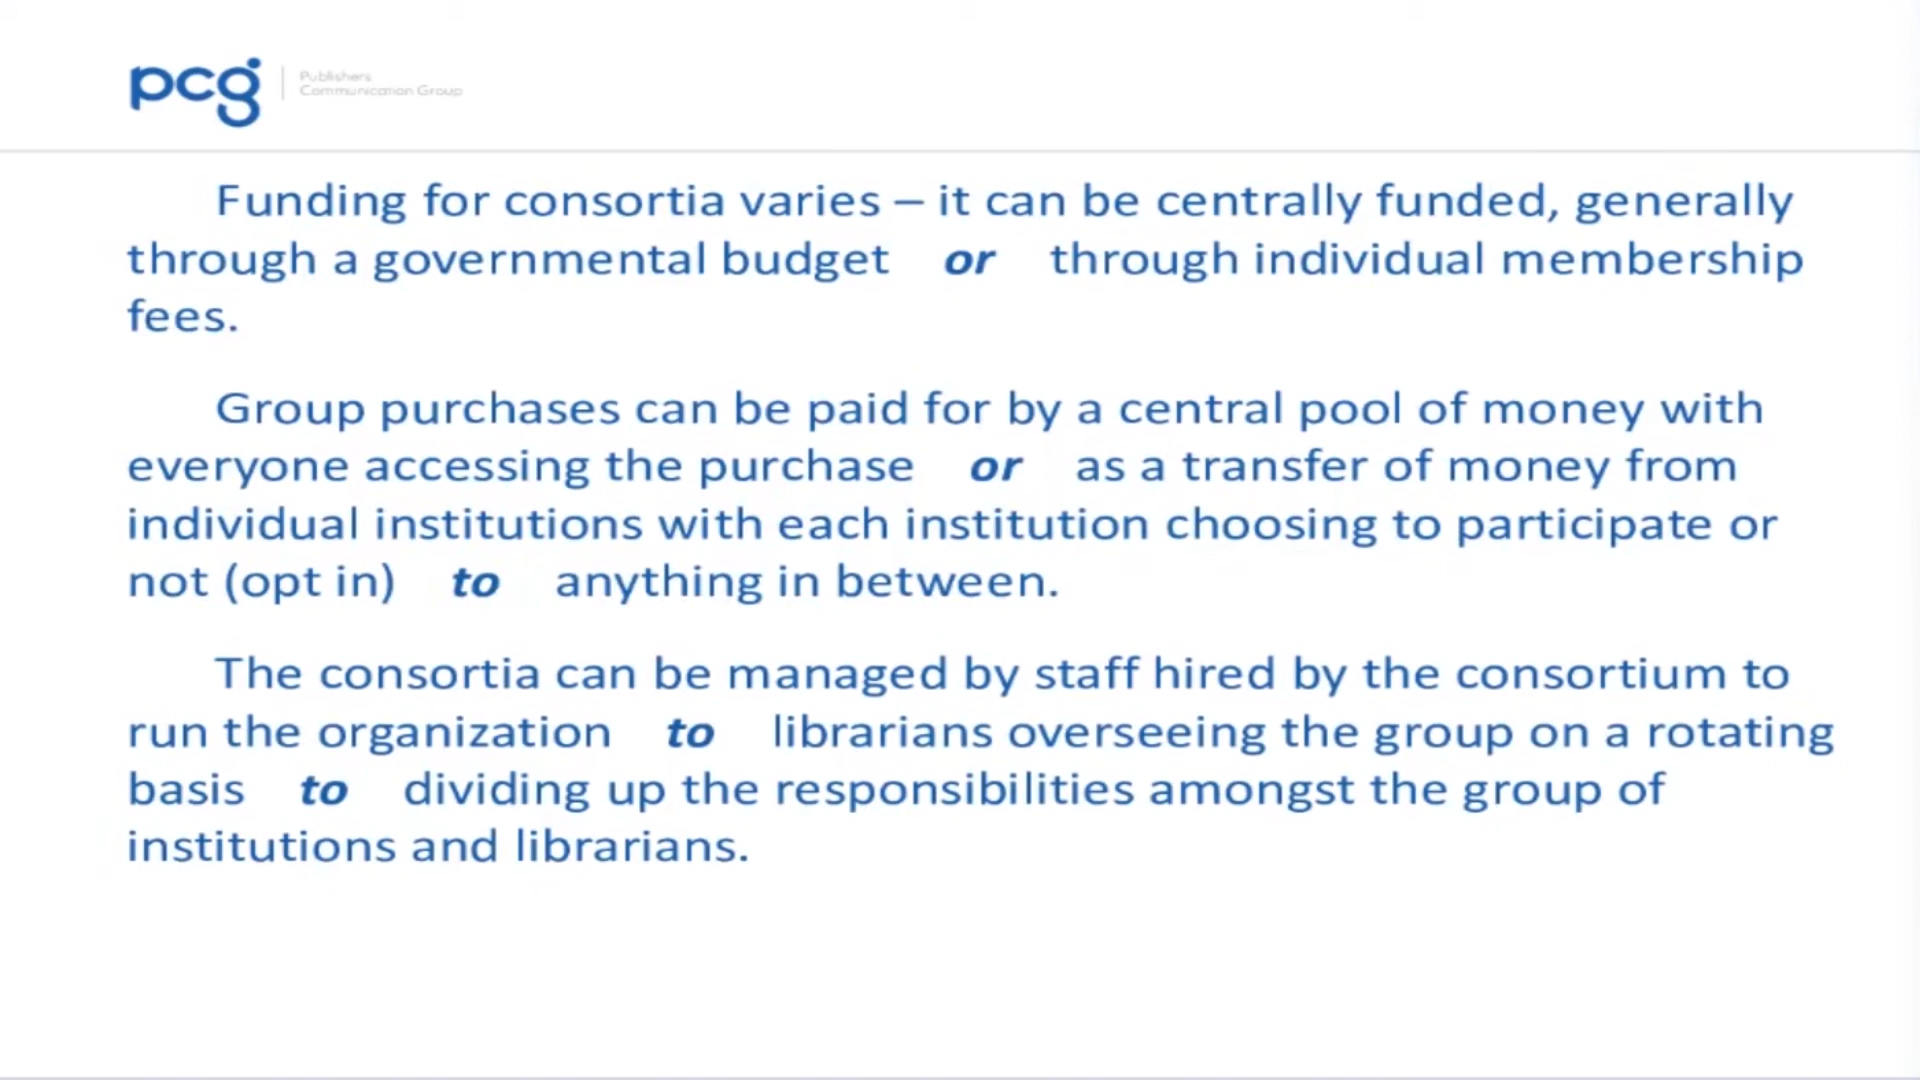 pcg
Publishers
Communication Group
Funding for consortia varies – it can be centrally funded, generally
through a governmental budget or through individual membership
fees.
Group purchases can be paid for by a central pool of money with
everyone accessing the purchase or as a transfer of money from
individual institutions with each institution choosing to participate or
not (opt in) to anything in between.
The consortia can be managed by staff hired by the consortium to
run the organization to librarians overseeing the group on a rotating
basis to dividing up the responsibilities amongst the group of
institutions and librarians.